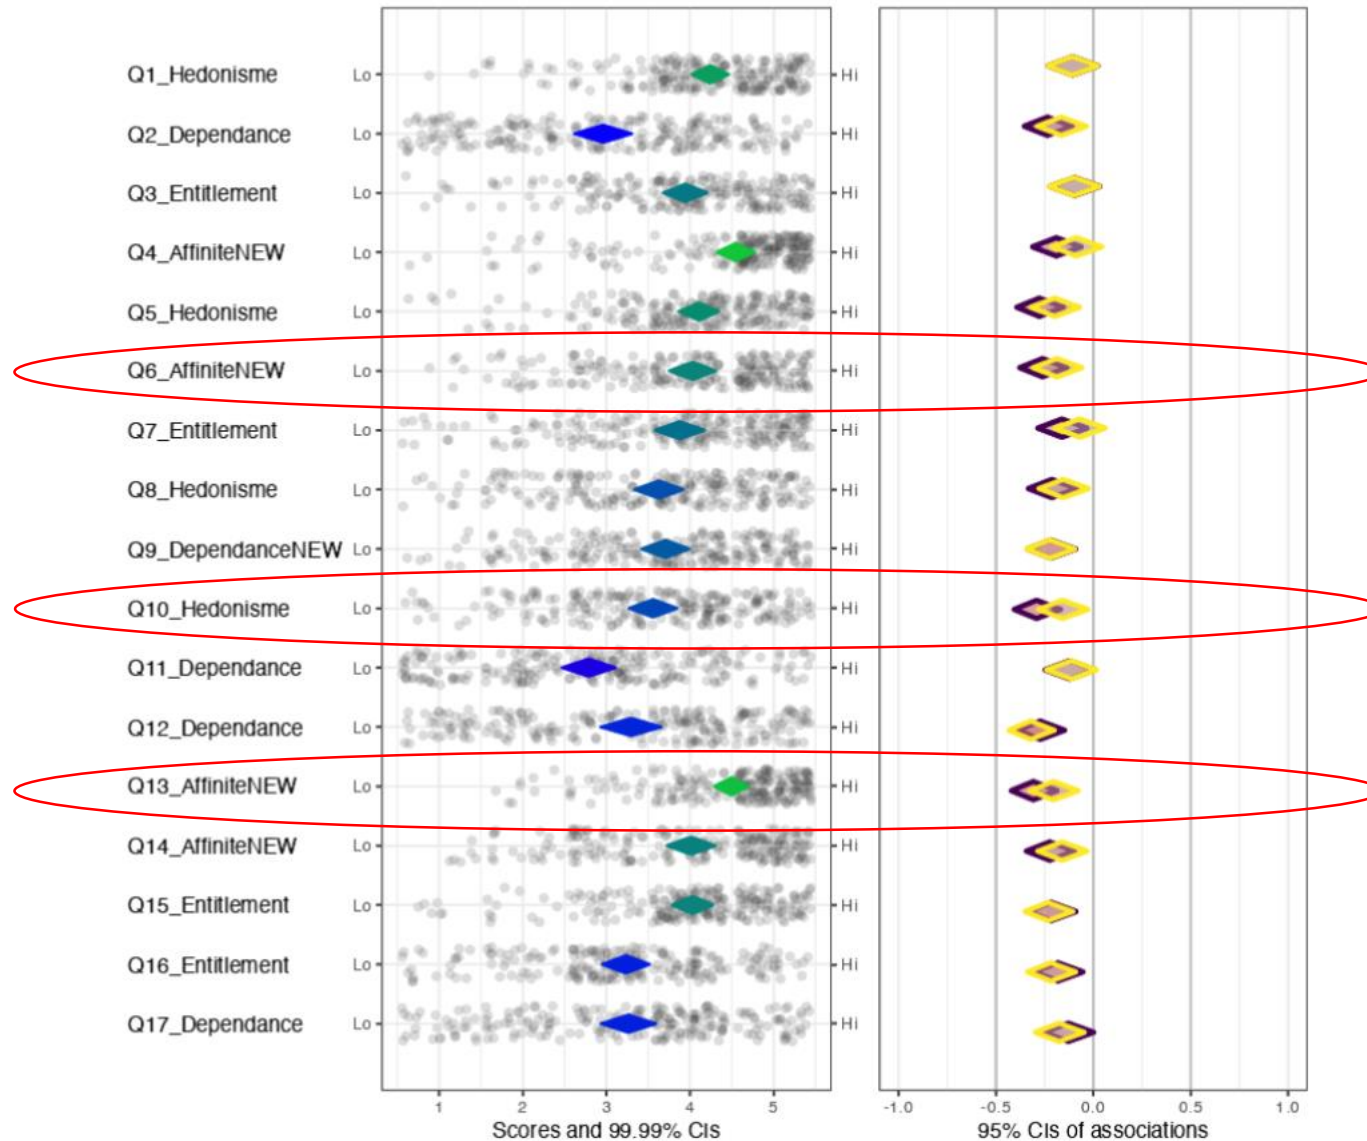 Q1_Hedonisme Lo Hi
Q2_Dependance Lo Hi
Q3_Entitlement Lo Hi
Q4_AffiniteNEW Lo Hi
Q5_Hedonisme Lo Hi
Q6_AffiniteNEW Lo Hi
Q7_Entitlement Lo Hi
Q8_Hedonisme Lo Hi
Q9_DependanceNEW Lo Hi
Q10_Hedonisme Lo Hi
Q11_Dependance Lo Hi
Q12_Dependance Lo Hi
Q13_AffiniteNEW Lo Hi
Q14_AffiniteNEW Lo Hi
Q15_Entitlement Lo Hi
Q16_Entitlement Lo Hi
Q17_Dependance Lo Hi
1 2 3 4 5 -1.0 -0.5 0.0 0.5 1.0
Scores and 99.99% CIs 95% CIs of associations